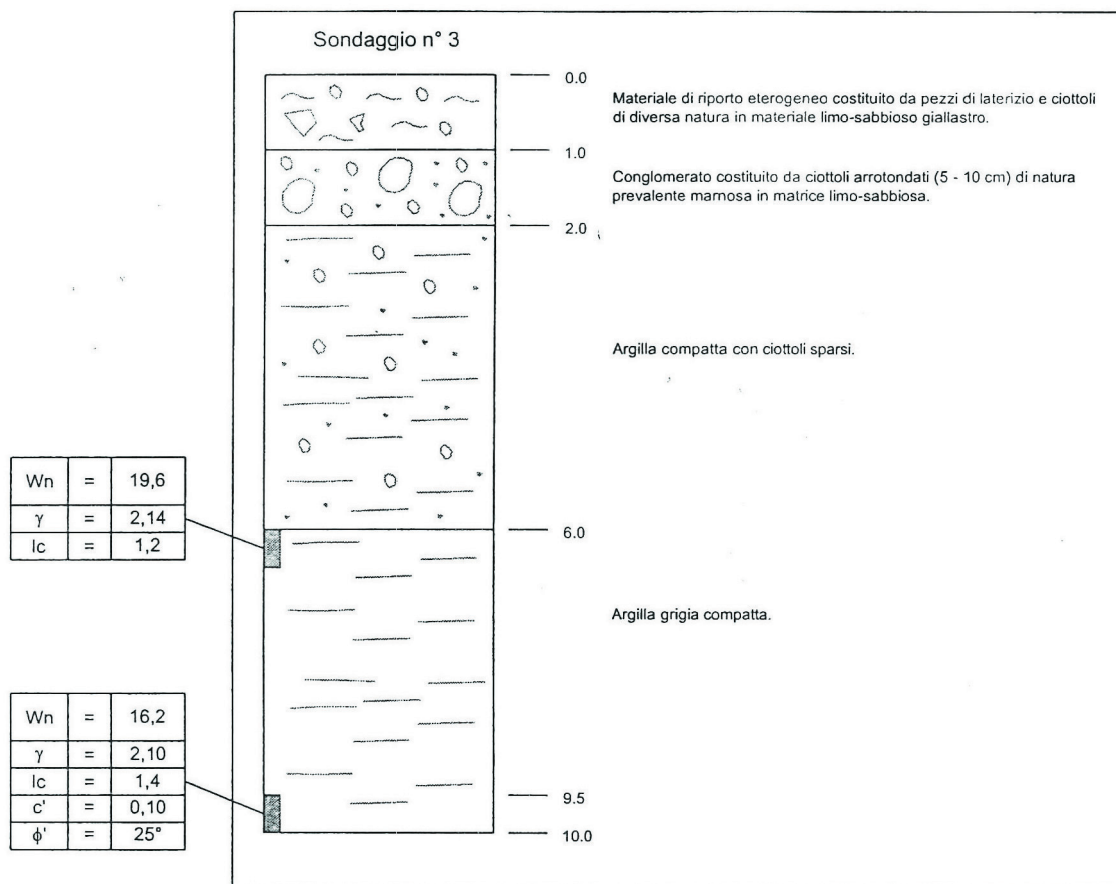 Sondaggio n° 3
0.0
Materiale di riporto eterogeneo costituito da pezzi di laterizio e ciottoli
di diversa natura in materiale limo-sabbioso giallastro.
1.0
Conglomerato costituito da ciottoli arrotondati (5 - 10 cm) di natura
prevalente marnosa in matrice limo-sabbiosa.
2.0
Argilla compatta con ciottoli sparsi.
Wn = 19,6
γ = 2,14
Ic = 1,2
6.0
Argilla grigia compatta.
Wn = 16,2
γ = 2,10
Ic = 1,4
c' = 0,10
ϕ' = 25°
9.5
10.0